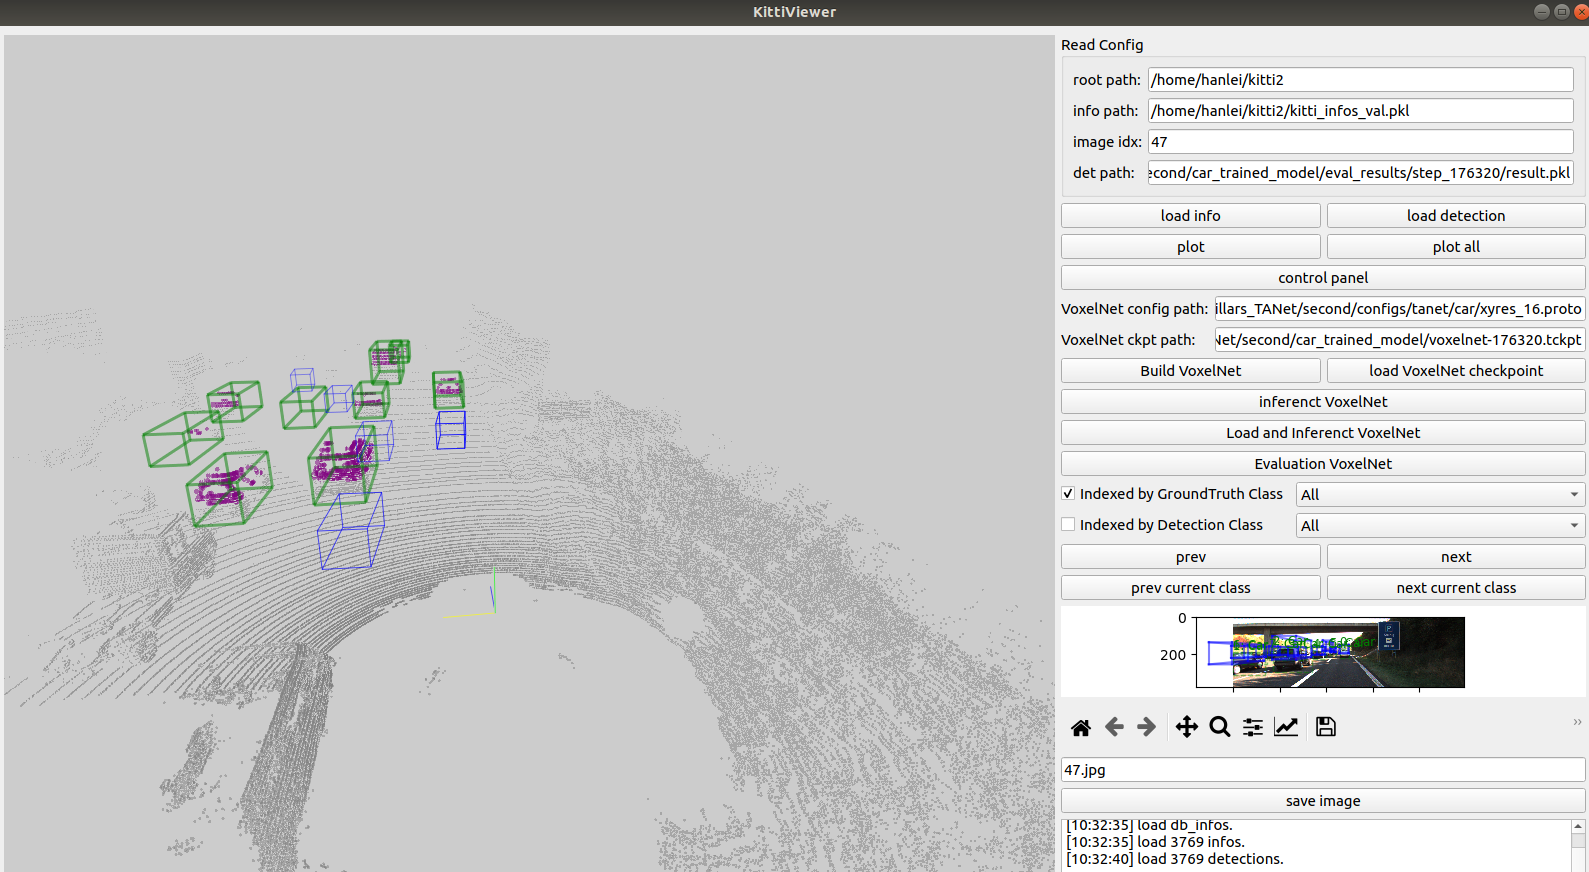 KittiViewer
Read Config
root path: /home/hanlei/kitti2
info path: /home/hanlei/kitti2/kitti_infos_val.pkl
image idx: 47
det path: econd/car_trained_model/eval_results/step_176320/result.pkl
load info load detection
plot plot all
control panel
VoxelNet config path: illars_TANet/second/configs/tanet/car/xyres_16.proto
VoxelNet ckpt path: Net/second/car_trained_model/voxelnet-176320.tckpt
Build VoxelNet load VoxelNet checkpoint
inferenct VoxelNet
Load and Inferenct VoxelNet
Evaluation VoxelNet
Indexed by GroundTruth Class All
Indexed by Detection Class All
prev next
prev current class next current class
0
200
47.jpg
save image
[10:32:35] load db_infos.
[10:32:35] load 3769 infos.
[10:32:40] load 3769 detections.